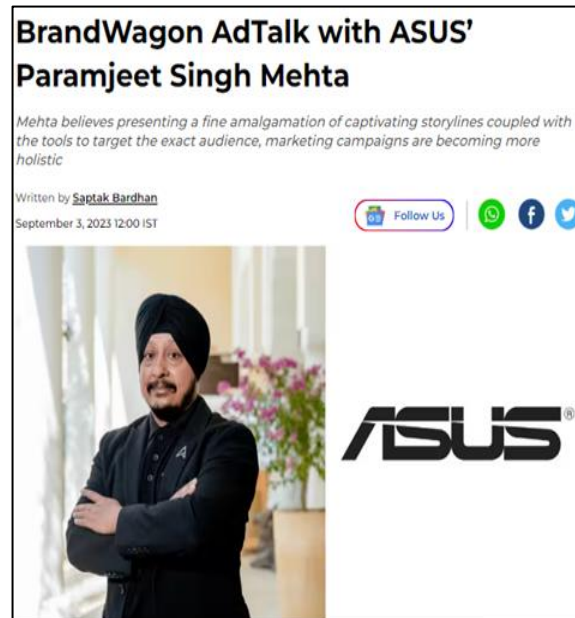 BrandWagon AdTalk with ASUS’
Paramjeet Singh Mehta
Mehta believes presenting a fine amalgamation of captivating storylines coupled with
the tools to target the exact audience, marketing campaigns are becoming more
holistic
Written by Saptak Bardhan
September 3, 2023 12:00 IST
Follow Us
ASUS®